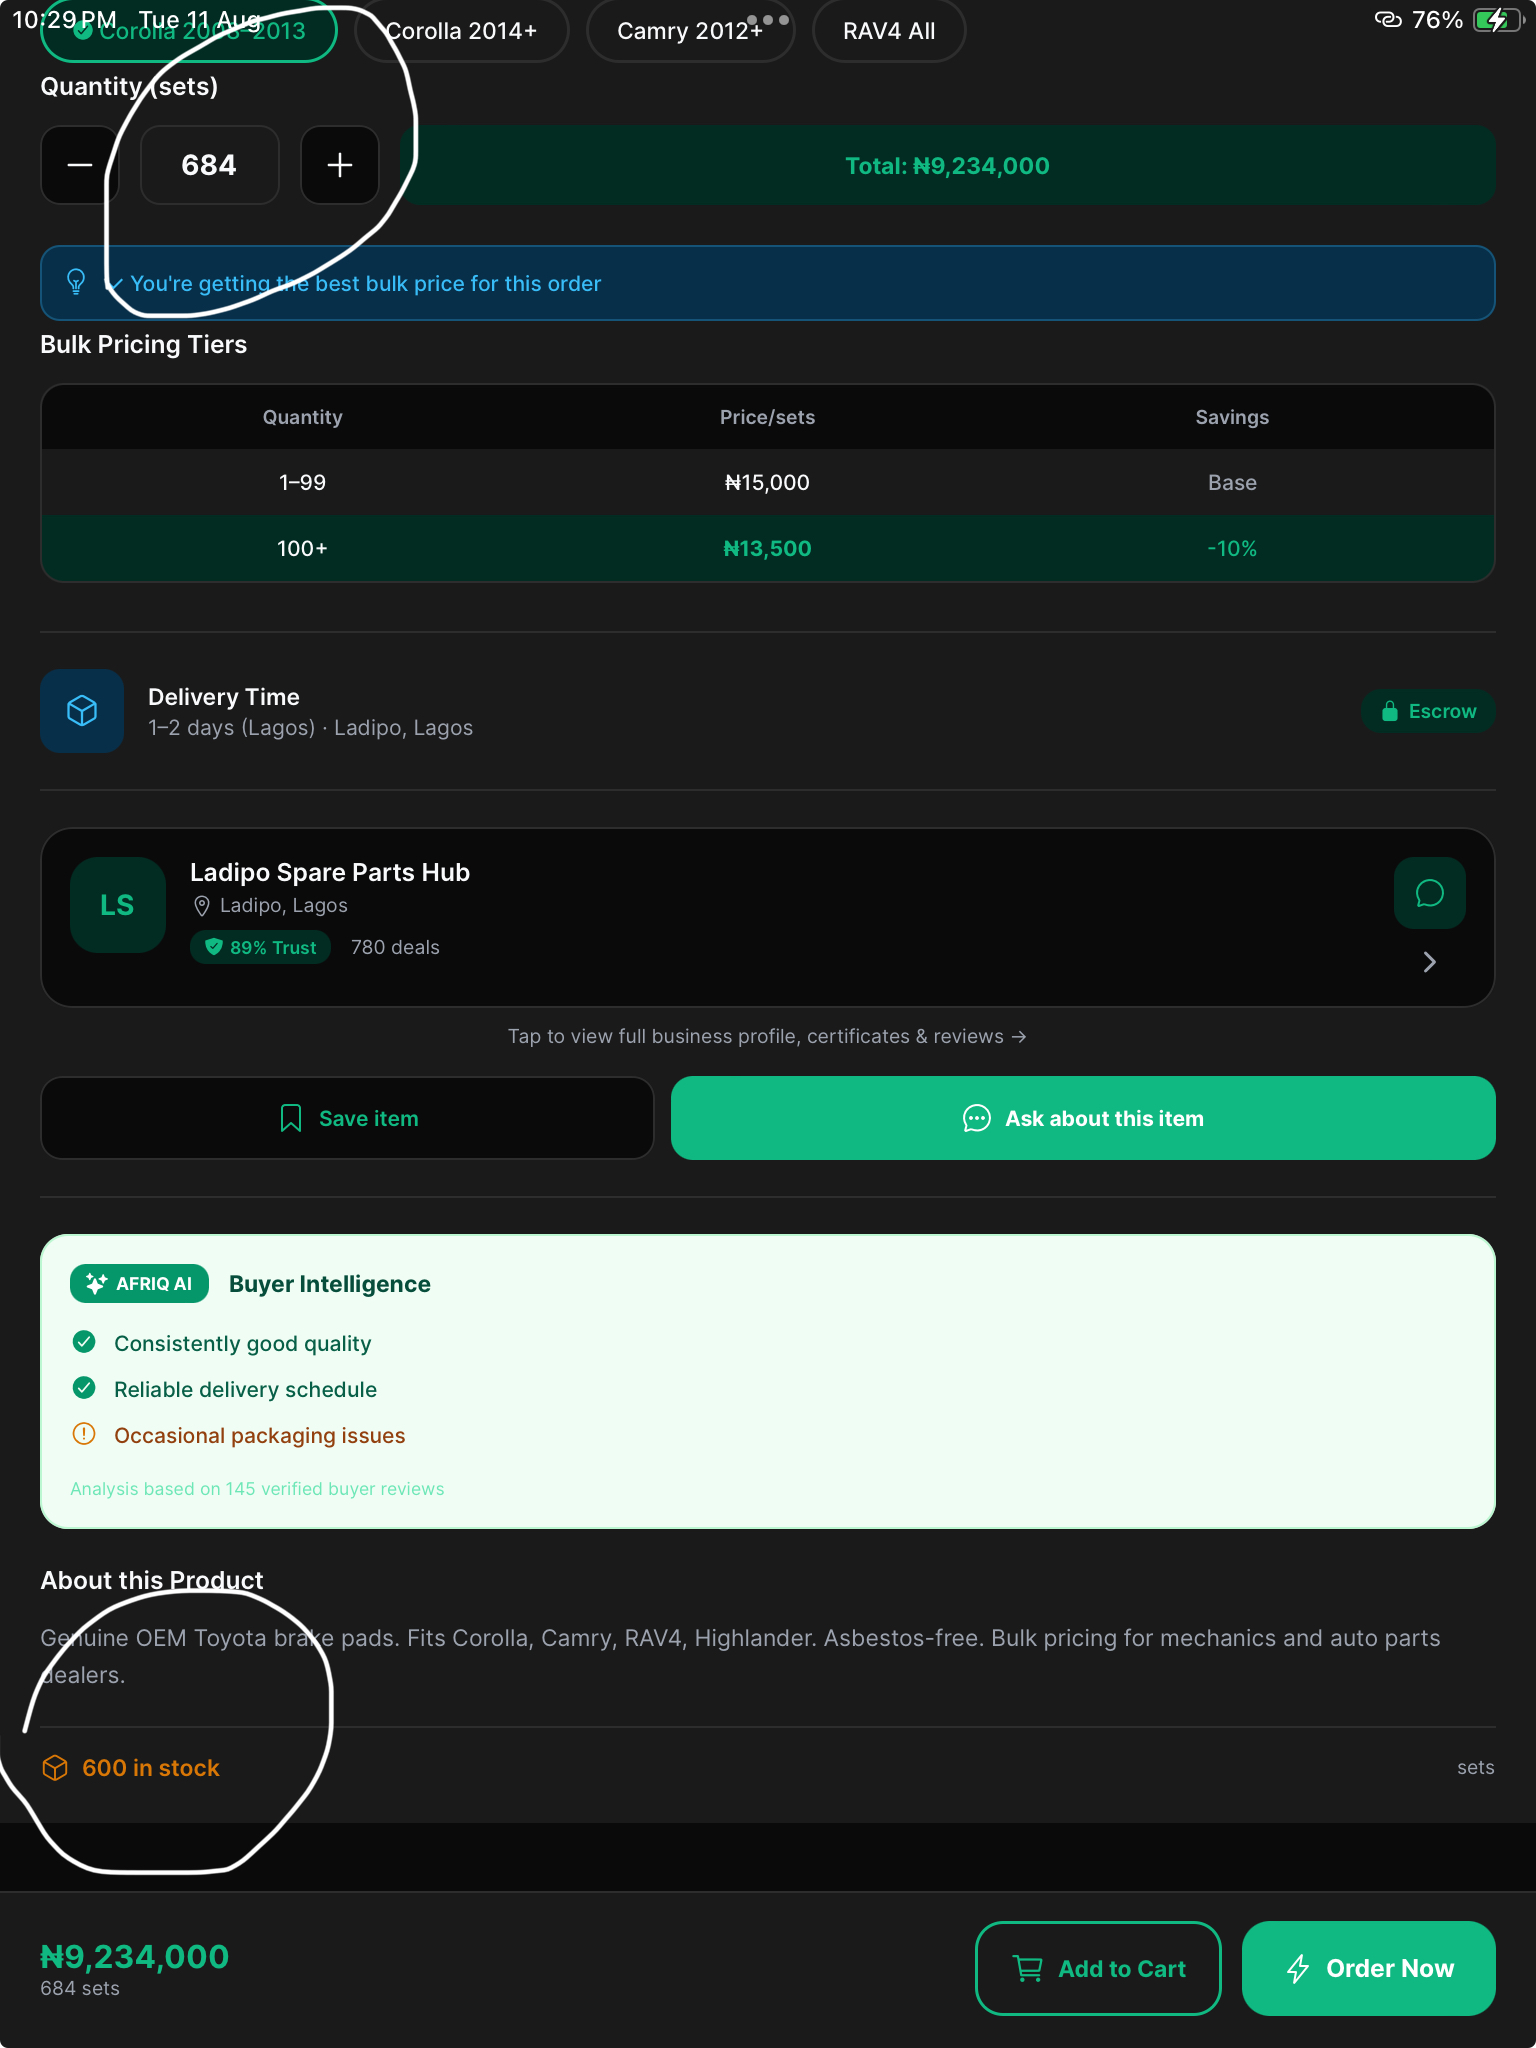 10:29 PM Tue 11 Aug
76%
Corolla 2008–2013
Corolla 2014+
Camry 2012+
RAV4 All
Quantity (sets)
684
Total: ₦9,234,000
✓ You're getting the best bulk price for this order
Bulk Pricing Tiers
Quantity Price/sets Savings
1–99 ₦15,000 Base
100+ ₦13,500 -10%
Delivery Time
1–2 days (Lagos) · Ladipo, Lagos
Escrow
LS
Ladipo Spare Parts Hub
Ladipo, Lagos
89% Trust 780 deals
Tap to view full business profile, certificates & reviews →
Save item
Ask about this item
AFRIQ AI Buyer Intelligence
Consistently good quality
Reliable delivery schedule
Occasional packaging issues
Analysis based on 145 verified buyer reviews
About this Product
Genuine OEM Toyota brake pads. Fits Corolla, Camry, RAV4, Highlander. Asbestos-free. Bulk pricing for mechanics and auto parts
dealers.
600 in stock sets
₦9,234,000
684 sets
Add to Cart
Order Now